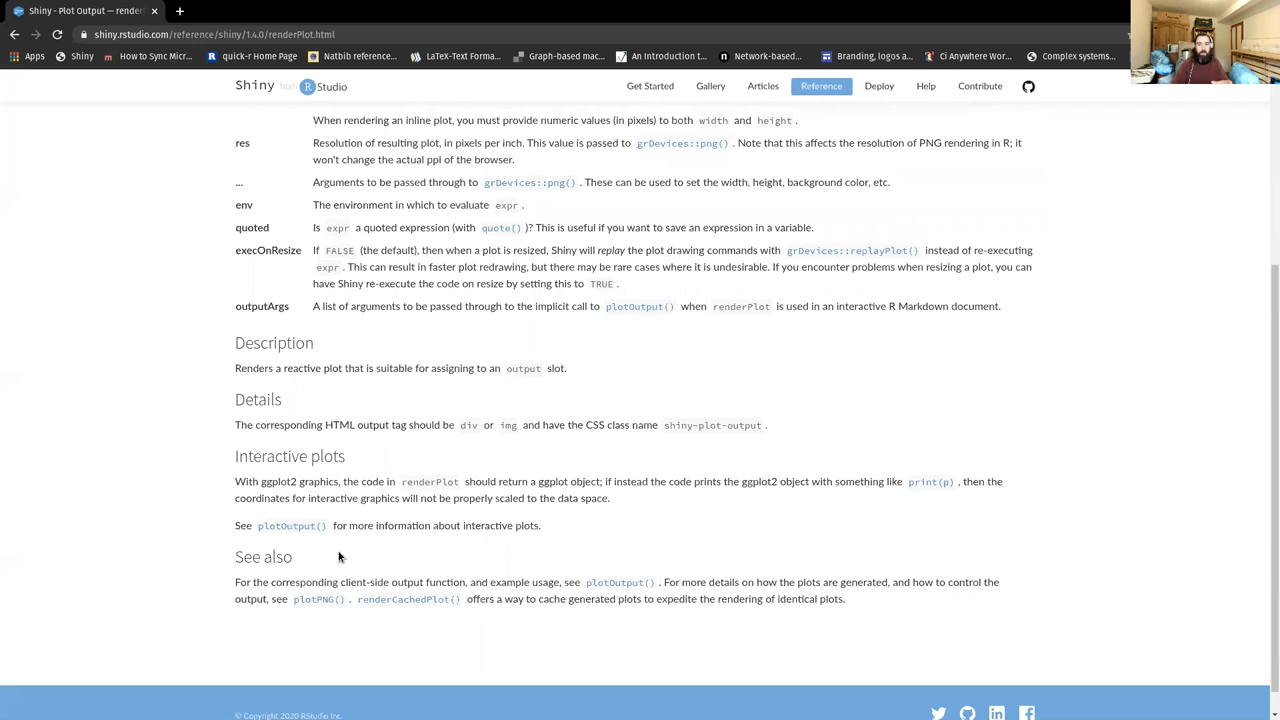 Shiny - Plot Output — render
shiny.rstudio.com/reference/shiny/1.4.0/renderPlot.html
Apps Shiny How to Sync Micr... quick-r Home Page Natbib reference... LaTeX-Text Forma... Graph-based mac... An Introduction t... Network-based... Branding, logos a... Ci Anywhere Wor... Complex systems...
Shiny from R Studio Get Started Gallery Articles Reference Deploy Help Contribute
When rendering an inline plot, you must provide numeric values (in pixels) to both width and height .
res Resolution of resulting plot, in pixels per inch. This value is passed to grDevices::png() . Note that this affects the resolution of PNG rendering in R; it
won't change the actual ppi of the browser.
... Arguments to be passed through to grDevices::png() . These can be used to set the width, height, background color, etc.
env The environment in which to evaluate expr .
quoted Is expr a quoted expression (with quote() )? This is useful if you want to save an expression in a variable.
execOnResize If FALSE (the default), then when a plot is resized, Shiny will replay the plot drawing commands with grDevices::replayPlot() instead of re-executing
expr . This can result in faster plot redrawing, but there may be rare cases where it is undesirable. If you encounter problems when resizing a plot, you can
have Shiny re-execute the code on resize by setting this to TRUE .
outputArgs A list of arguments to be passed through to the implicit call to plotOutput() when renderPlot is used in an interactive R Markdown document.
Description
Renders a reactive plot that is suitable for assigning to an output slot.
Details
The corresponding HTML output tag should be div or img and have the CSS class name shiny-plot-output .
Interactive plots
With ggplot2 graphics, the code in renderPlot should return a ggplot object; if instead the code prints the ggplot2 object with something like print(p) , then the
coordinates for interactive graphics will not be properly scaled to the data space.
See plotOutput() for more information about interactive plots.
See also
For the corresponding client-side output function, and example usage, see plotOutput() . For more details on how the plots are generated, and how to control the
output, see plotPNG() . renderCachedPlot() offers a way to cache generated plots to expedite the rendering of identical plots.
© Copyright 2020 RStudio Inc.